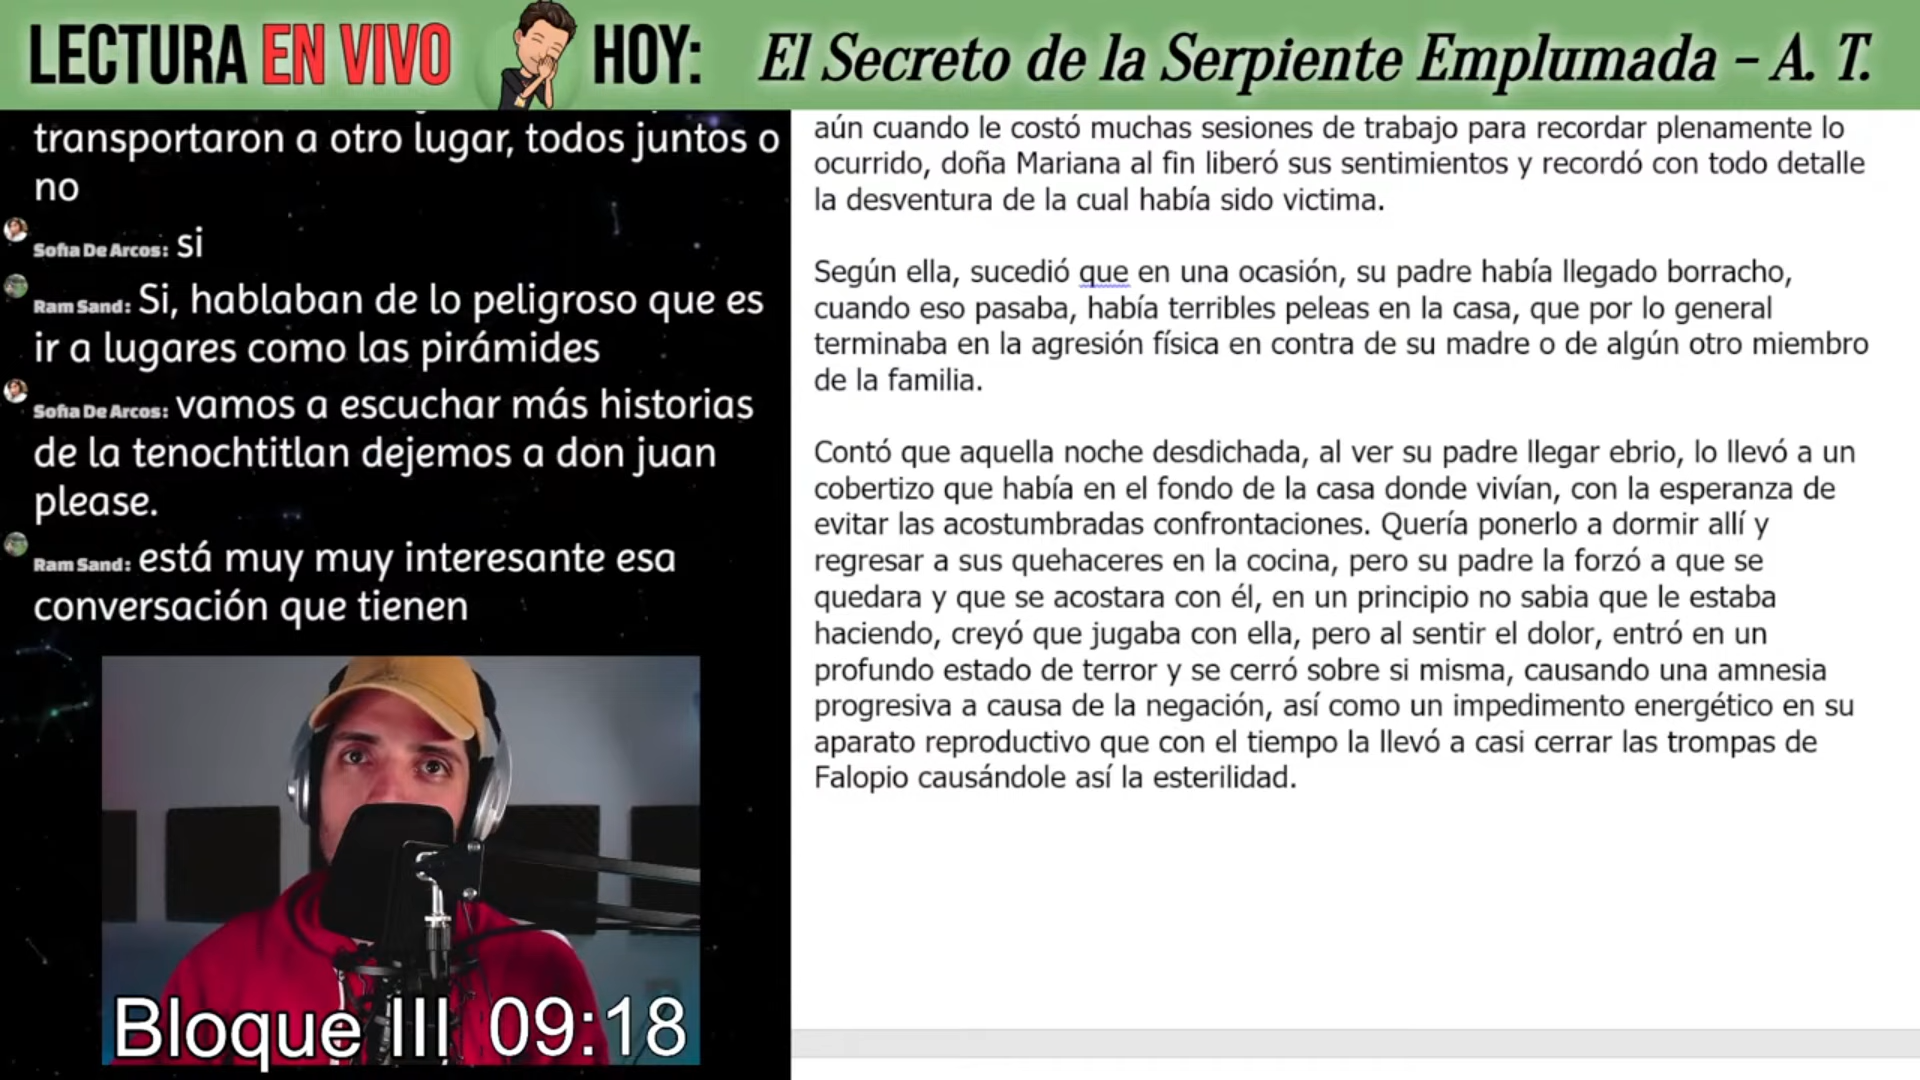 LECTURA EN VIVO HOY: El Secreto de la Serpiente Emplumada - A. T.
transportaron a otro lugar, todos juntos o
no
Sofia De Arcos: si
Ram Sand: Si, hablaban de lo peligroso que es
ir a lugares como las pirámides
Sofia De Arcos: vamos a escuchar más historias
de la tenochtitlan dejemos a don juan
please.
Ram Sand: está muy muy interesante esa
conversación que tienen
Bloque III 09:18
aún cuando le costó muchas sesiones de trabajo para recordar plenamente lo
ocurrido, doña Mariana al fin liberó sus sentimientos y recordó con todo detalle
la desventura de la cual había sido victima.
Según ella, sucedió que en una ocasión, su padre había llegado borracho,
cuando eso pasaba, había terribles peleas en la casa, que por lo general
terminaba en la agresión física en contra de su madre o de algún otro miembro
de la familia.
Contó que aquella noche desdichada, al ver su padre llegar ebrio, lo llevó a un
cobertizo que había en el fondo de la casa donde vivían, con la esperanza de
evitar las acostumbradas confrontaciones. Quería ponerlo a dormir allí y
regresar a sus quehaceres en la cocina, pero su padre la forzó a que se
quedara y que se acostara con él, en un principio no sabia que le estaba
haciendo, creyó que jugaba con ella, pero al sentir el dolor, entró en un
profundo estado de terror y se cerró sobre si misma, causando una amnesia
progresiva a causa de la negación, así como un impedimento energético en su
aparato reproductivo que con el tiempo la llevó a casi cerrar las trompas de
Falopio causándole así la esterilidad.